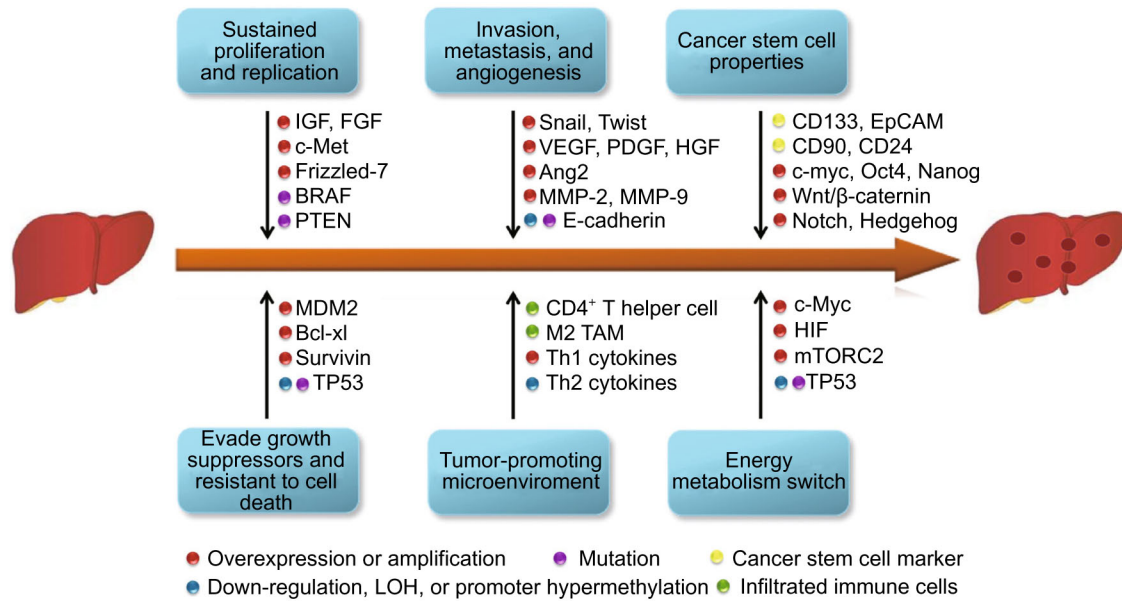 Sustained
proliferation
and replication
Invasion,
metastasis, and
angiogenesis
Cancer stem cell
properties
IGF, FGF
c-Met
Frizzled-7
BRAF
PTEN
Snail, Twist
VEGF, PDGF, HGF
Ang2
MMP-2, MMP-9
E-cadherin
CD133, EpCAM
CD90, CD24
c-myc, Oct4, Nanog
Wnt/β-caternin
Notch, Hedgehog
MDM2
Bcl-xl
Survivin
TP53
CD4⁺ T helper cell
M2 TAM
Th1 cytokines
Th2 cytokines
c-Myc
HIF
mTORC2
TP53
Evade growth
suppressors and
resistant to cell
death
Tumor-promoting
microenviroment
Energy
metabolism switch
Overexpression or amplification
Mutation
Cancer stem cell marker
Down-regulation, LOH, or promoter hypermethylation
Infiltrated immune cells